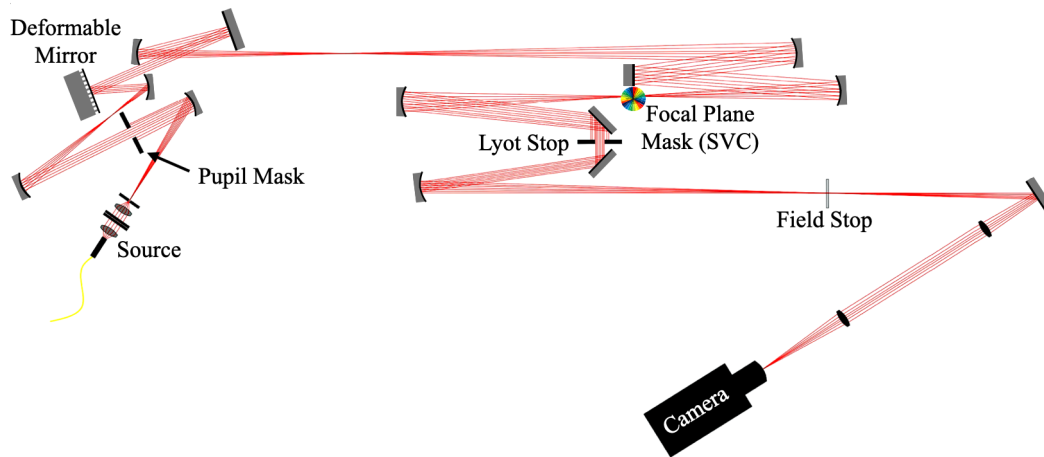 Deformable
Mirror
Focal Plane
Mask (SVC)
Lyot Stop
Pupil Mask
Field Stop
Source
Camera